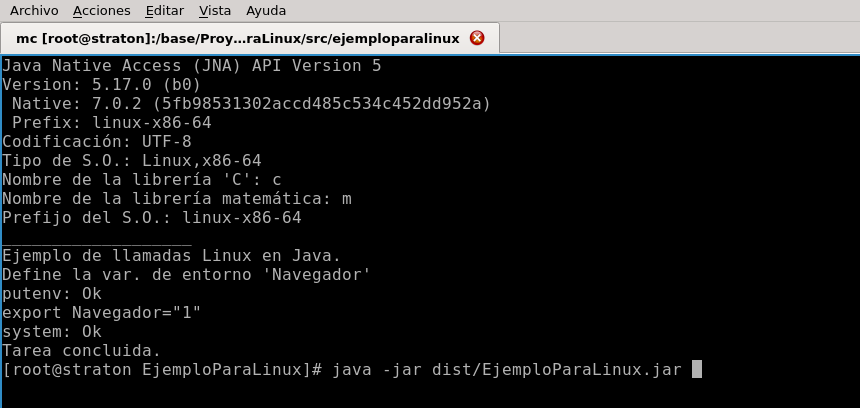 Archivo Acciones Editar Vista Ayuda
mc [root@straton]:/base/Proy…raLinux/src/ejemploparalinux
Java Native Access (JNA) API Version 5
Version: 5.17.0 (b0)
 Native: 7.0.2 (5fb98531302accd485c534c452dd952a)
 Prefix: linux-x86-64
Codificación: UTF-8
Tipo de S.O.: Linux,x86-64
Nombre de la librería 'C': c
Nombre de la librería matemática: m
Prefijo del S.O.: linux-x86-64
___________________
Ejemplo de llamadas Linux en Java.
Define la var. de entorno 'Navegador'
putenv: Ok
export Navegador="1"
system: Ok
Tarea concluida.
[root@straton EjemploParaLinux]# java -jar dist/EjemploParaLinux.jar